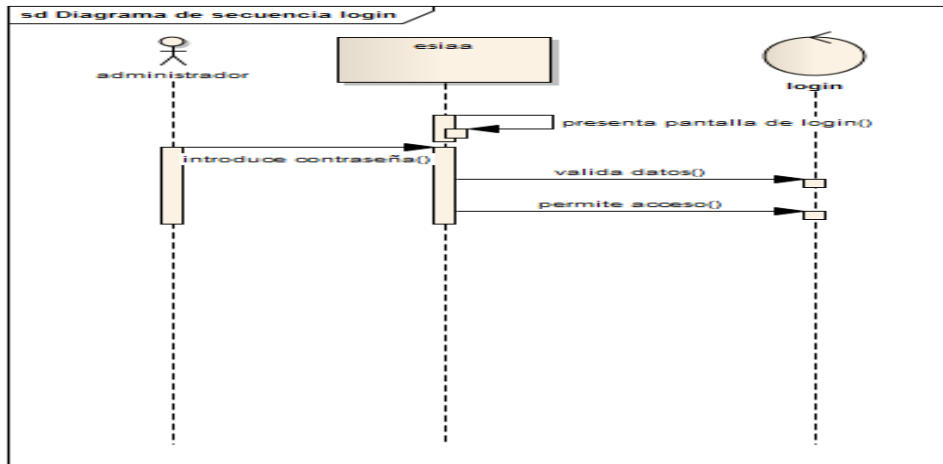 sd Diagrama de secuencia login
administrador
esiaa
login
presenta pantalla de login()
introduce contraseña()
valida datos()
permite acceso()